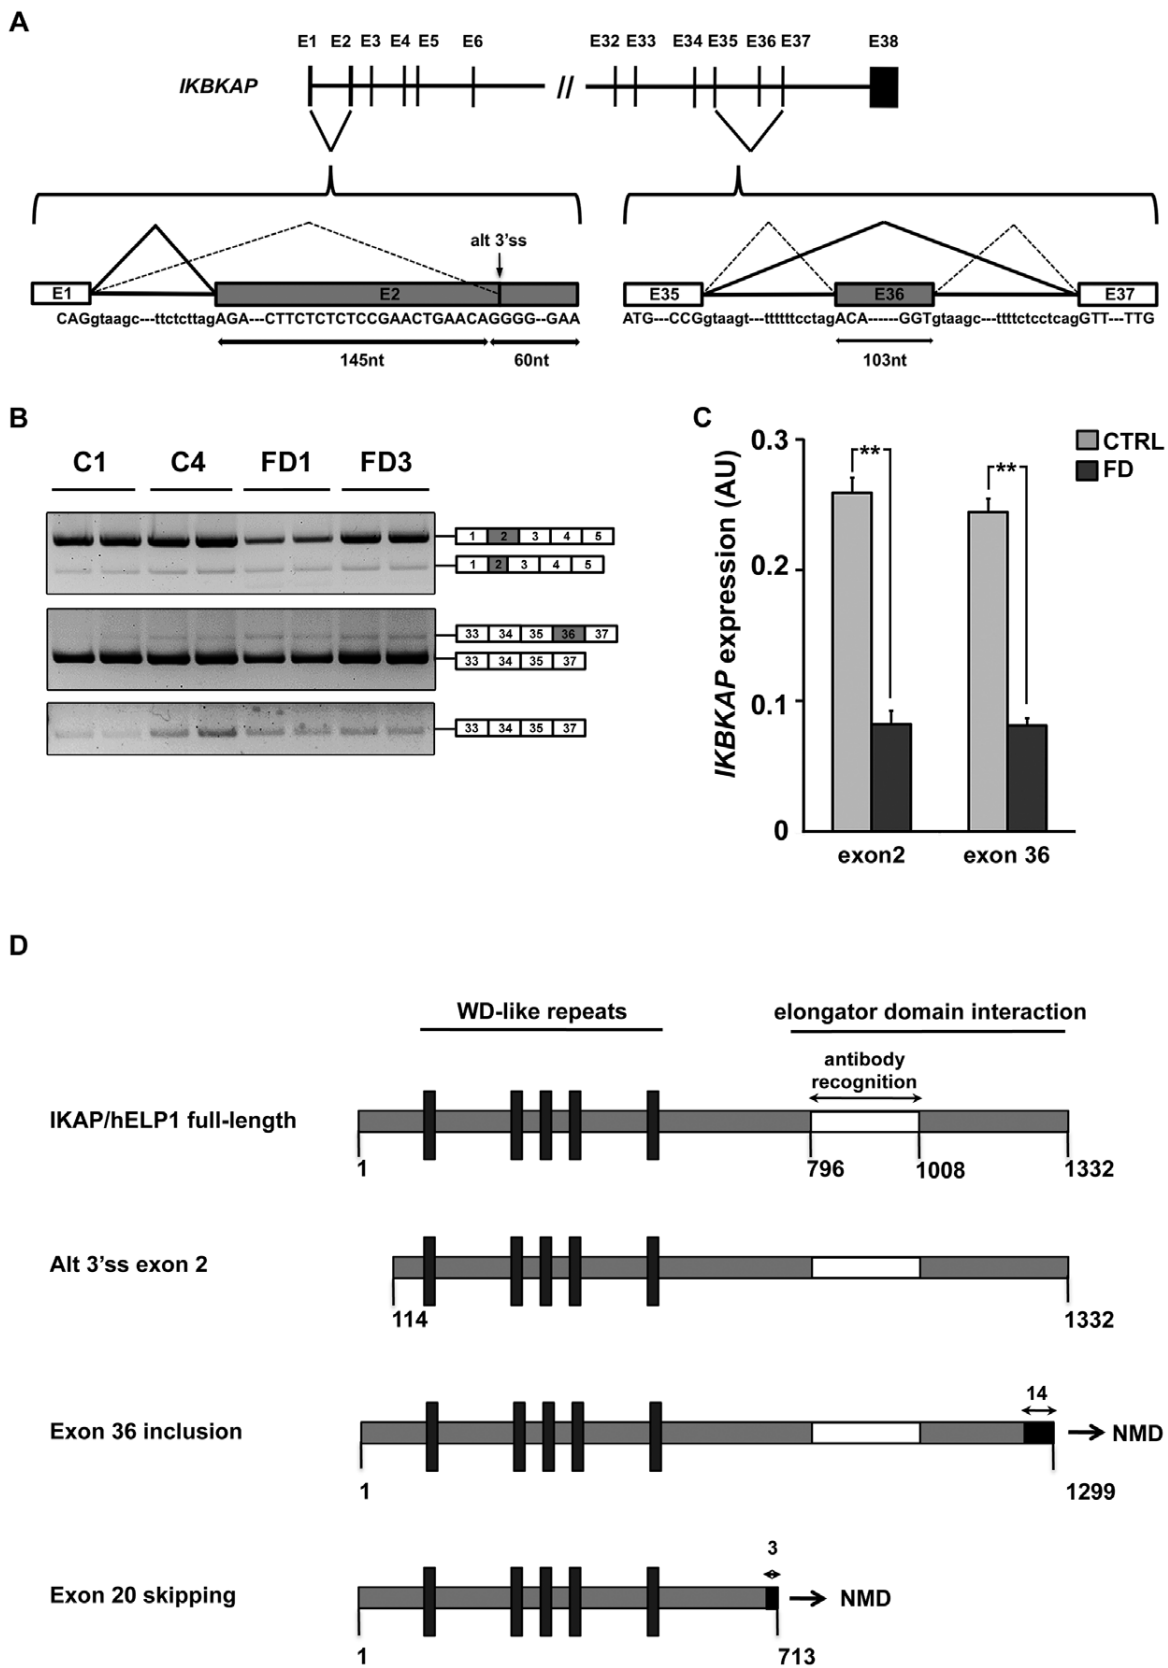 A
E1 E2 E3 E4 E5 E6 E32 E33 E34 E35 E36 E37 E38
IKBKAP //
alt 3'ss
E1 E2 E35 E36 E37
CAGgtaagc---ttctcttagAGA---CTTCTCTCTCCGAACTGAACAGGGG--GAA
ATG---CCGgtaagt---ttttttcctagACA------GGTgtaagc---ttttctcctcagGTT---TTG
145nt 60nt 103nt
B
C1 C4 FD1 FD3
1 2 3 4 5
1 2 3 4 5
33 34 35 36 37
33 34 35 37
33 34 35 37
C
IKBKAP expression (AU)
0.3
0.2
0.1
0
** **
CTRL
FD
exon2 exon 36
D
WD-like repeats elongator domain interaction
antibody
recognition
IKAP/hELP1 full-length
1 796 1008 1332
Alt 3'ss exon 2
114 1332
14
Exon 36 inclusion NMD
1 1299
3
Exon 20 skipping NMD
1 713